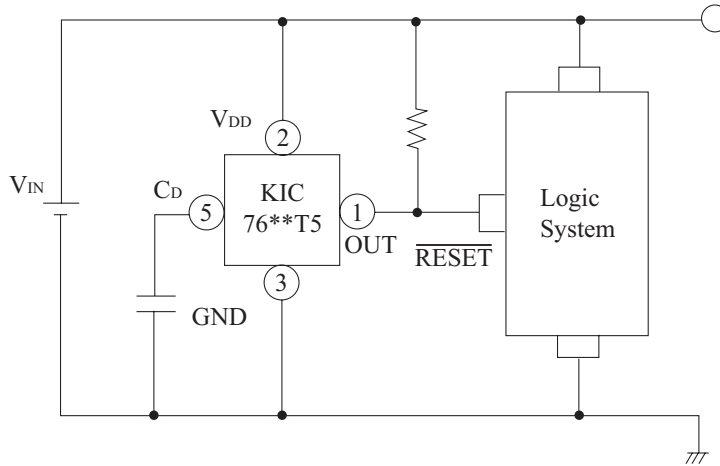 VDD
2
VIN
CD
5
KIC
76**T5
1
OUT
RESET
Logic
System
3
GND